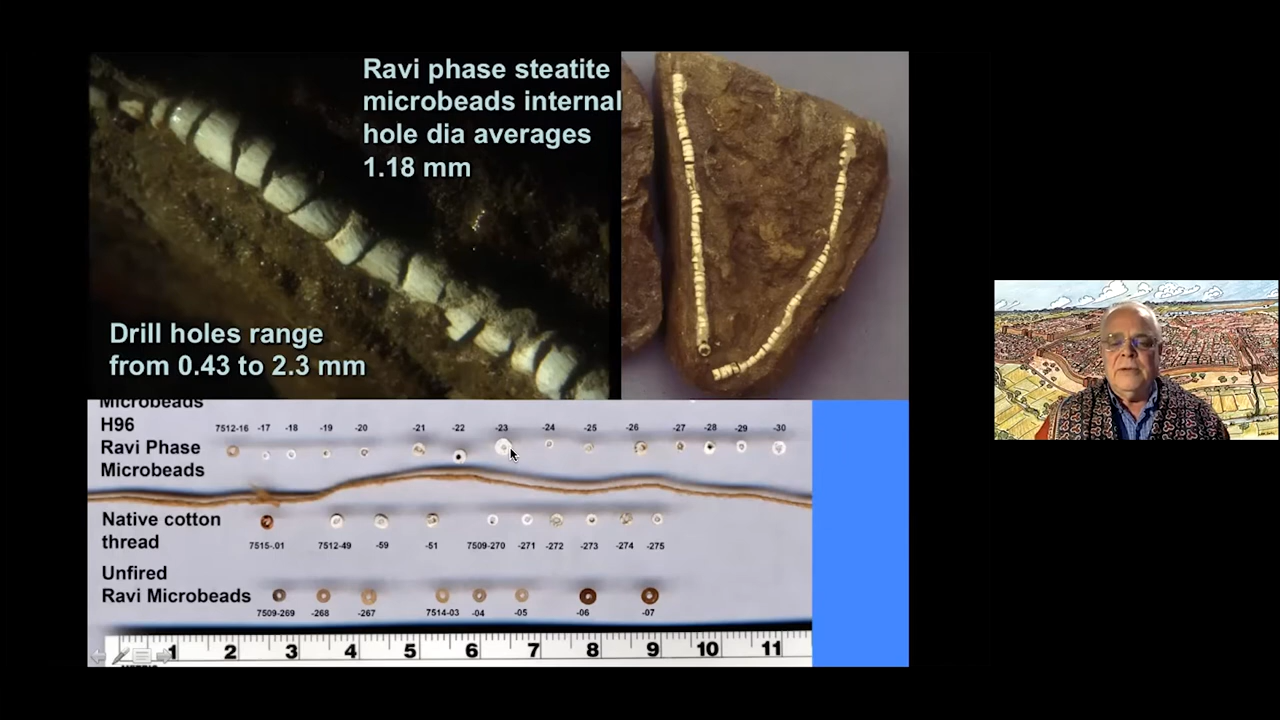 Ravi phase steatite
microbeads internal
hole dia averages
1.18 mm
Drill holes range
from 0.43 to 2.3 mm
Microbeads
H96
Ravi Phase
Microbeads
7512-16 -17 -18 -19 -20 -21 -22 -23 -24 -25 -26 -27 -28 -29 -30
Native cotton
thread
7515-.01 7512-49 -59 -51 7509-270 -271 -272 -273 -274 -275
Unfired
Ravi Microbeads
7509-269 -268 -267 7514-03 -04 -05 -06 -07
1 2 3 4 5 6 7 8 9 10 11